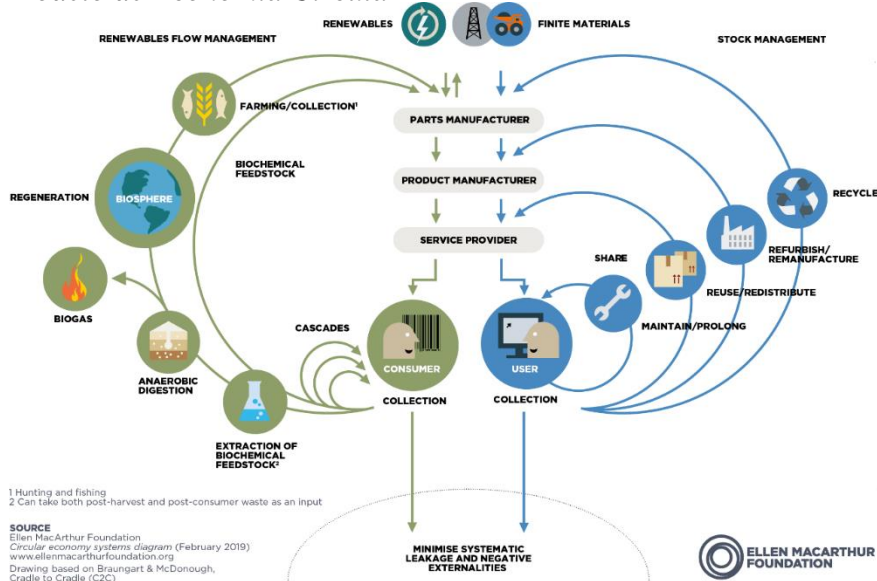 RENEWABLES
FINITE MATERIALS
RENEWABLES FLOW MANAGEMENT
STOCK MANAGEMENT
FARMING/COLLECTION¹
PARTS MANUFACTURER
BIOCHEMICAL
FEEDSTOCK
PRODUCT MANUFACTURER
REGENERATION
BIOSPHERE
RECYCLE
SERVICE PROVIDER
SHARE
REFURBISH/
REMANUFACTURE
REUSE/REDISTRIBUTE
BIOGAS
CASCADES
MAINTAIN/PROLONG
CONSUMER
USER
ANAEROBIC
DIGESTION
COLLECTION
COLLECTION
EXTRACTION OF
BIOCHEMICAL
FEEDSTOCK²
1 Hunting and fishing
2 Can take both post-harvest and post-consumer waste as an input
SOURCE
Ellen MacArthur Foundation
Circular economy systems diagram (February 2019)
www.ellenmacarthurfoundation.org
Drawing based on Braungart & McDonough,
Cradle to Cradle (C2C)
MINIMISE SYSTEMATIC
LEAKAGE AND NEGATIVE
EXTERNALITIES
ELLEN MACARTHUR
FOUNDATION